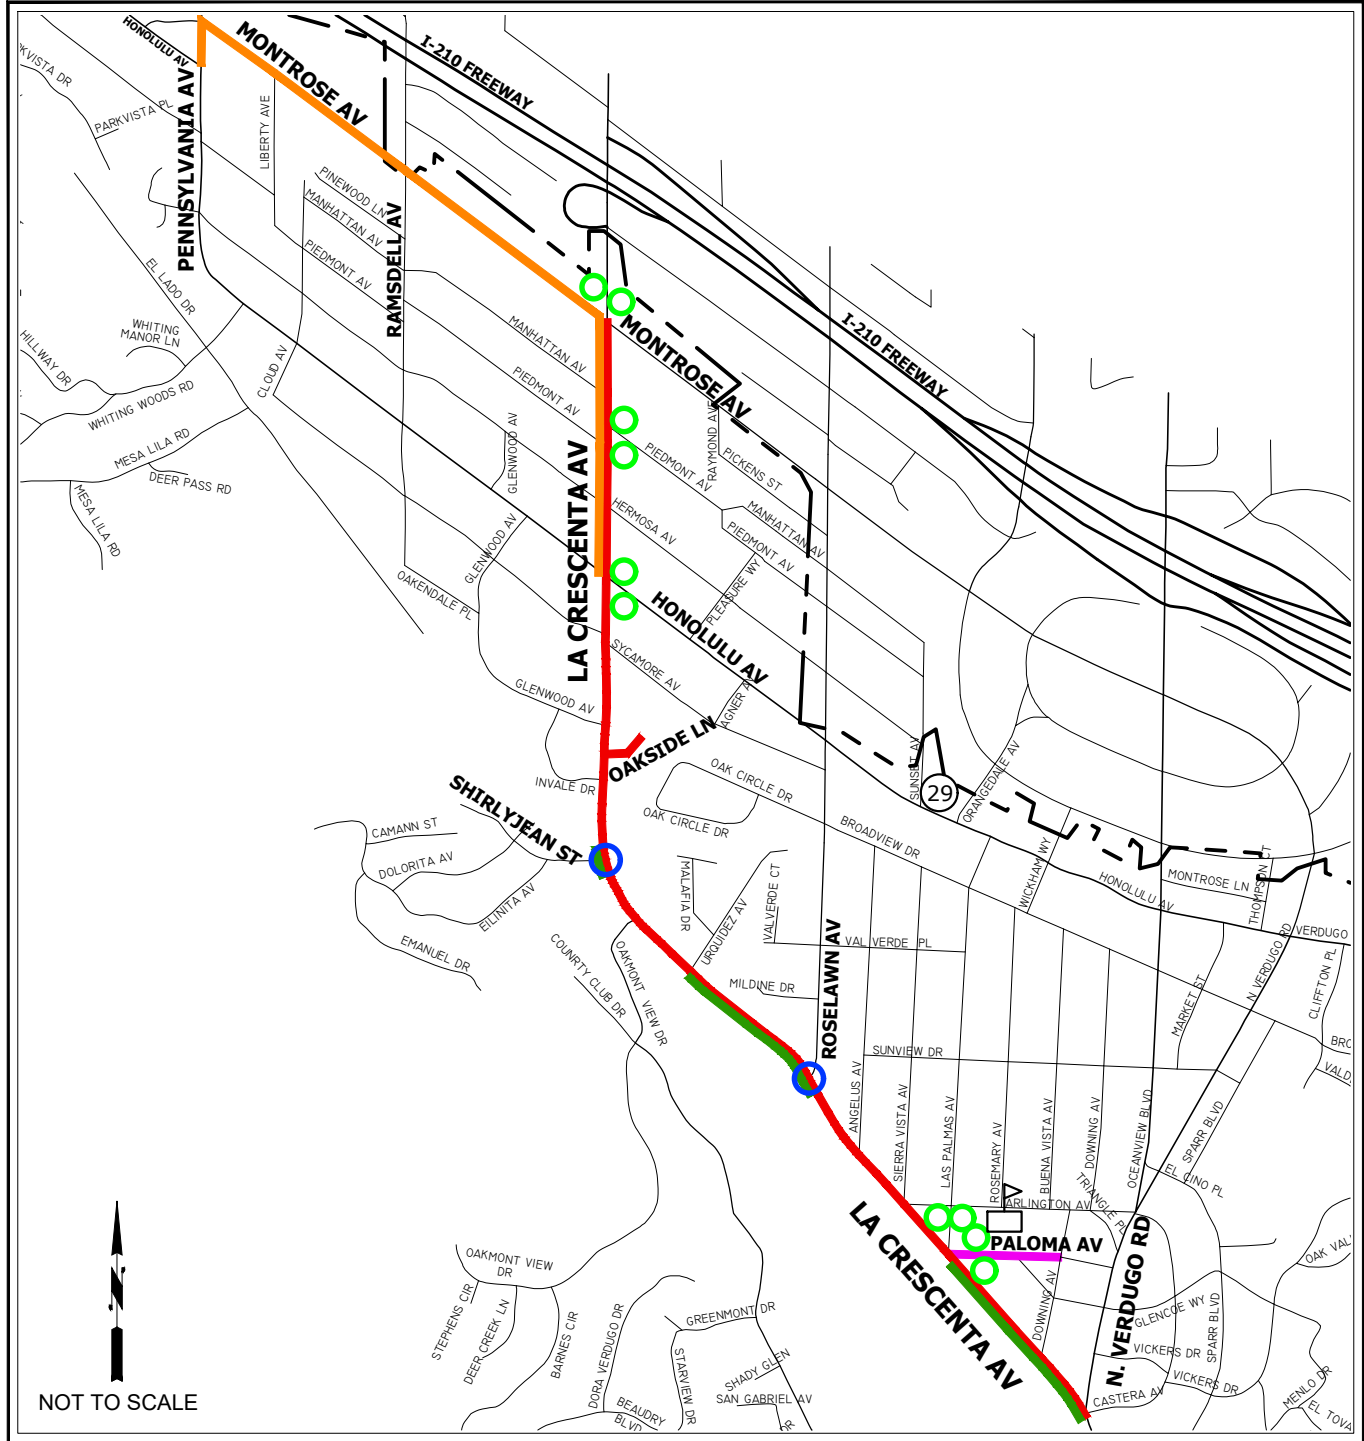 HONOLULU AV
MONTROSE AV
I-210 FREEWAY
KVISTA DR
PARKVISTA PL
PENNSYLVANIA AV
LIBERTY AVE
PINEWOOD LN
MANHATTAN AV
PIEDMONT AV
RAMSDELL AV
EL LADO DR
WHITING
MANOR LN
HILLWAY DR
CLOUD AV
WHITING WOODS RD
MESA LILA RD
DEER PASS RD
MESA LILA RD
MANHATTAN AV
PIEDMONT AV
GLENWOOD AV
GLENWOOD AV
OAKENDALE PL
LA CRESCENTA AV
MONTROSE AV
I-210 FREEWAY
RAYMOND AVE
PICKENS ST
PIEDMONT AV
MANHATTAN AV
PIEDMONT AV
HERMOSA AV
PLEASURE WY
HONOLULU AV
SYCAMORE AV
AGNER A
GLENWOOD AV
OAKSIDE LN
INVALE DR
SHIRLYJEAN ST
OAK CIRCLE DR
OAK CIRCLE DR
SUNSET AV
29
ORANGEDALE AV
BROADVIEW DR
WICKHAM WY
HONOLULU AV
MONTROSE LN
THOMPSON CT
VERDUGO
N VERDUGO RD
CLIFFTON PL
MARKET ST
BRO
VALD
CAMANN ST
DOLORITA AV
EILINITA AV
EMANUEL DR
COUNRTY CLUB DR
OAKMONT VIEW DR
MALAFIA DR
URQUIDEZ AV
VALVERDE CT
VAL VERDE PL
MILDINE DR
ROSELAWN AV
SUNVIEW DR
ANGELUS AV
SIERRA VISTA AV
LAS PALMAS AV
ROSEMARY AV
BUENA VISTA AV
DOWNING AV
OCEANVIEW BLVD
SPARR BLVD
EL CINO PL
TRIANGLE PL
ARLINGTON AV
PALOMA AV
LA CRESCENTA AV
N. VERDUGO RD
DOWNING AV
OAK VAL
GLENCOE WY
SPARR BLVD
VICKERS DR
VICKERS DR
CASTERA AV
MENLO DR
EL TOVA
OAKMONT VIEW
DR
STEPHENS CIR
DEER CREEK LN
BARNES CIR
DORA VERDUGO DR
GREENMONT DR
STARVIEW DR
SHADY GLEN
SAN GABRIEL AV
DR
BEAUDRY
BLVD
N
NOT TO SCALE